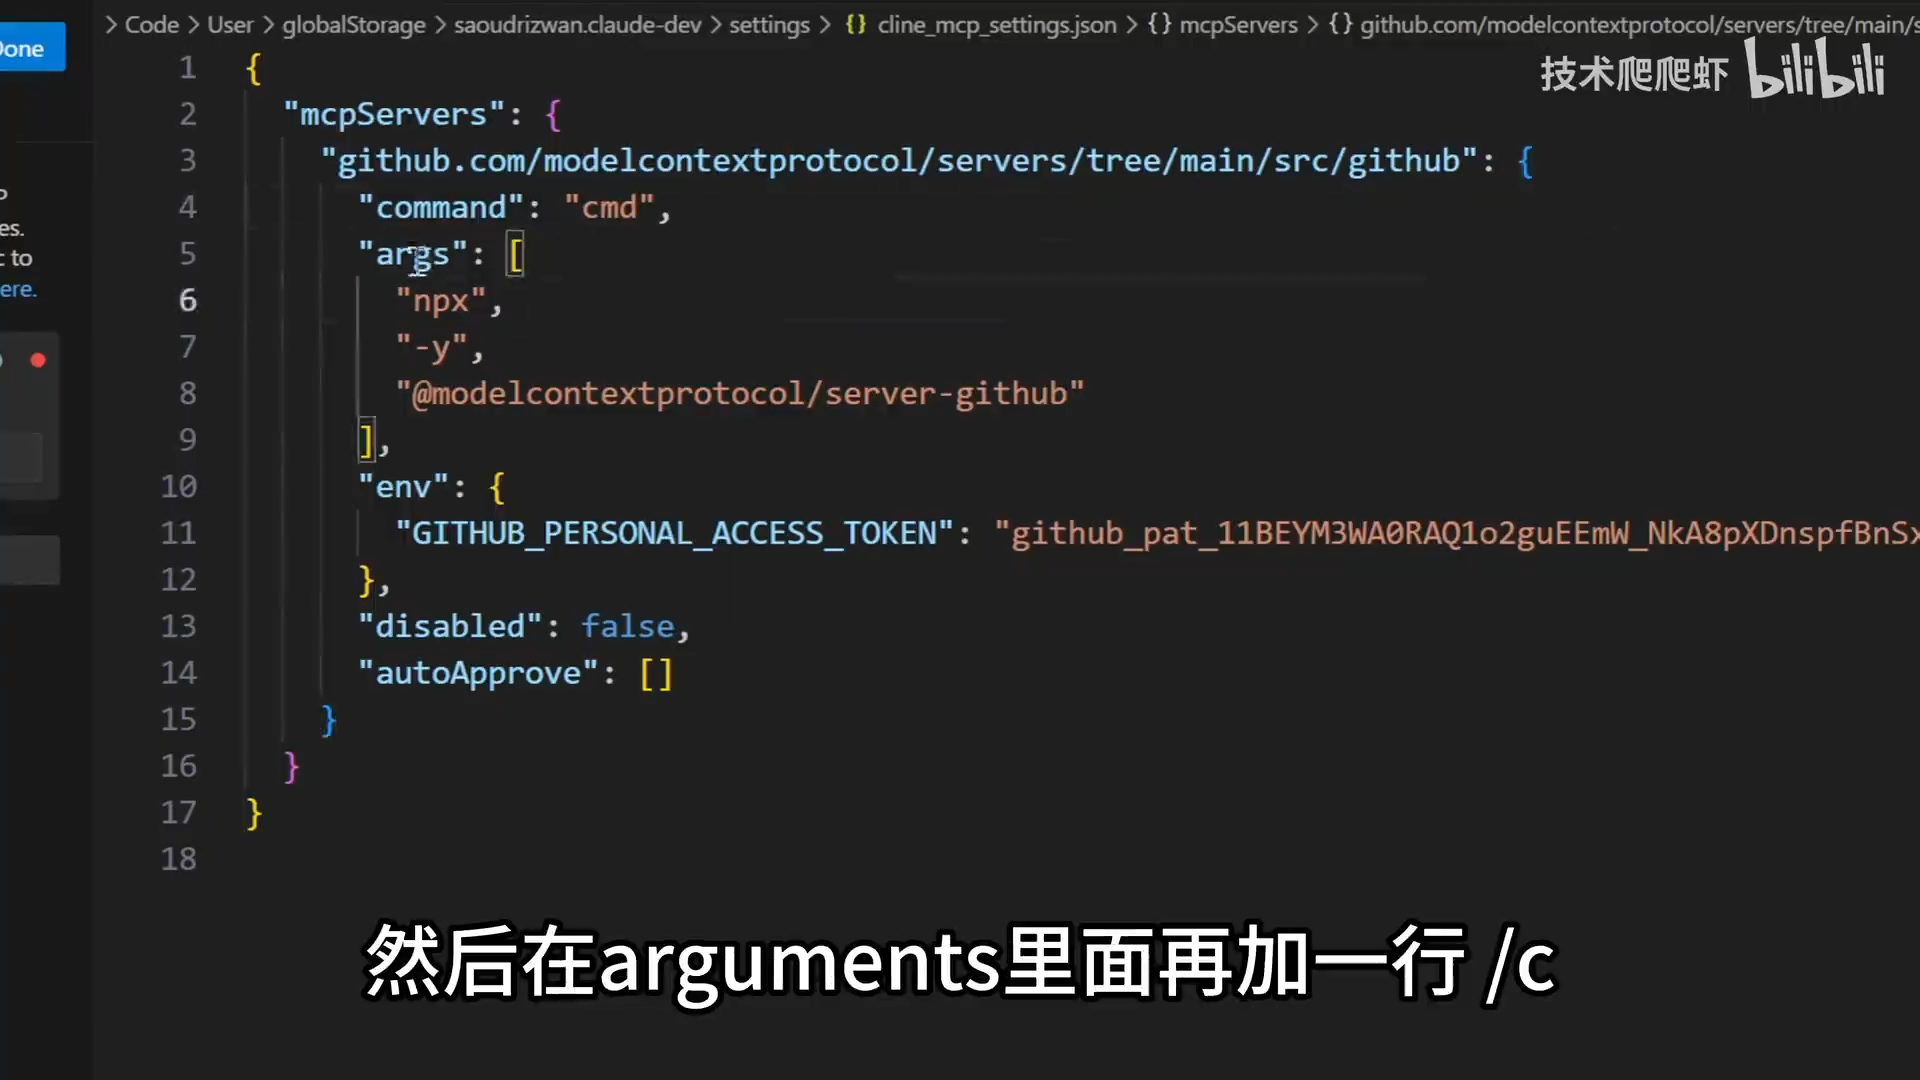 one
> Code > User > globalStorage > saoudrizwan.claude-dev > settings > {} cline_mcp_settings.json > {} mcpServers > {} github.com/modelcontextprotocol/servers/tree/main/s
技术爬爬虾 bilibili
es.
c to
ere.
1 {
2 "mcpServers": {
3 "github.com/modelcontextprotocol/servers/tree/main/src/github": {
4 "command": "cmd",
5 "args": [
6 "npx",
7 "-y",
8 "@modelcontextprotocol/server-github"
9 ],
10 "env": {
11 "GITHUB_PERSONAL_ACCESS_TOKEN": "github_pat_11BEYM3WA0RAQ1o2guEEmW_NkA8pXDnspfBnSx
12 },
13 "disabled": false,
14 "autoApprove": []
15 }
16 }
17 }
18
然后在arguments里面再加一行 /c